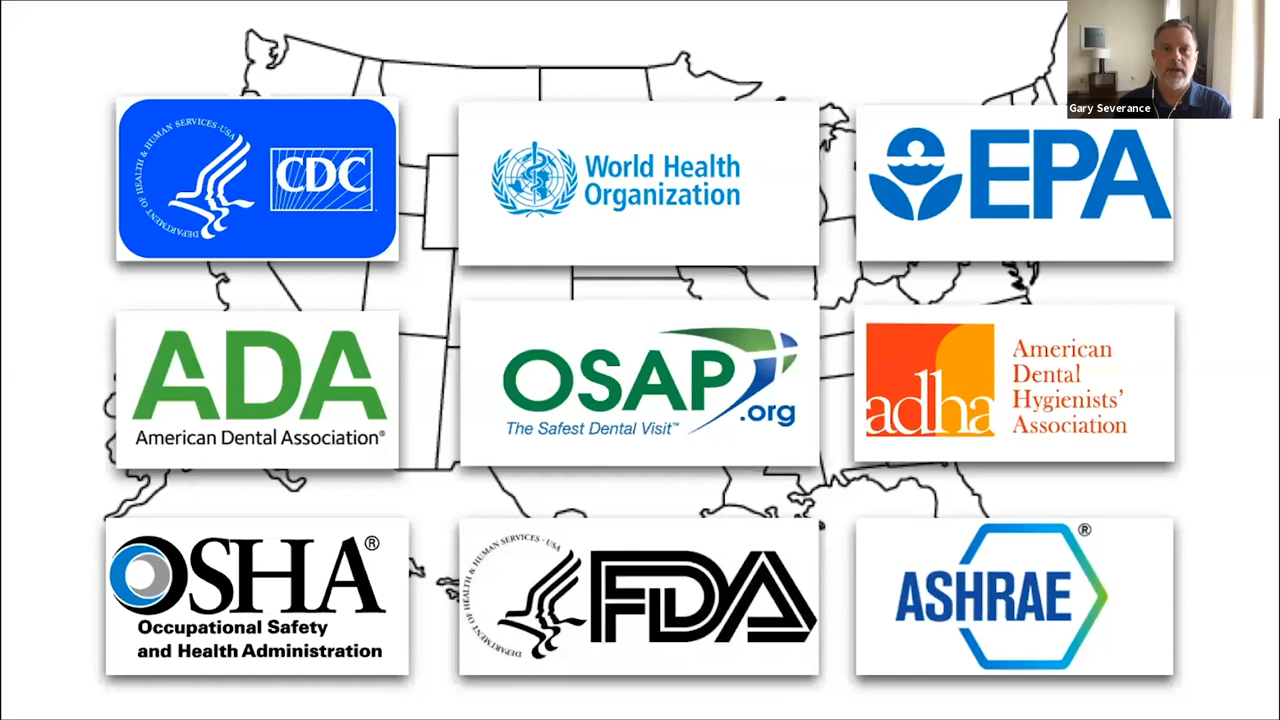 Gary Severance
DEPARTMENT OF HEALTH & HUMAN SERVICES · USA
CDC
World Health
Organization
EPA
ADA
American Dental Association®
OSAP
.org
The Safest Dental Visit™
adha
American
Dental
Hygienists’
Association
OSHA®
Occupational Safety
and Health Administration
DEPARTMENT OF HEALTH & HUMAN SERVICES · USA
FDA
ASHRAE®